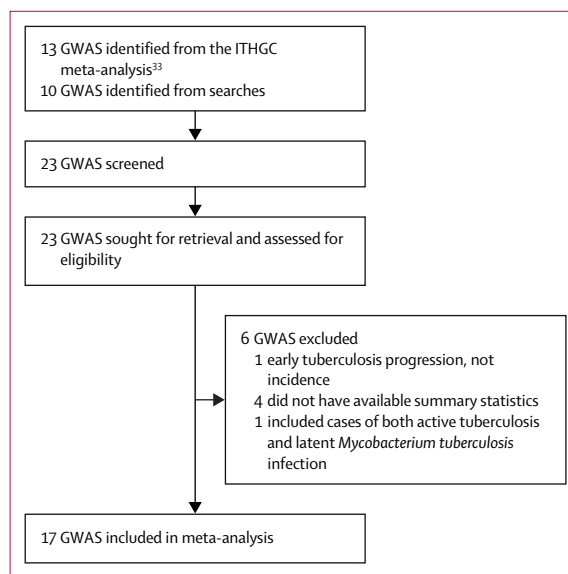 13 GWAS identified from the ITHGC
meta-analysis³³
10 GWAS identified from searches
23 GWAS screened
23 GWAS sought for retrieval and assessed for
eligibility
6 GWAS excluded
1 early tuberculosis progression, not
incidence
4 did not have available summary statistics
1 included cases of both active tuberculosis
and latent Mycobacterium tuberculosis
infection
17 GWAS included in meta-analysis